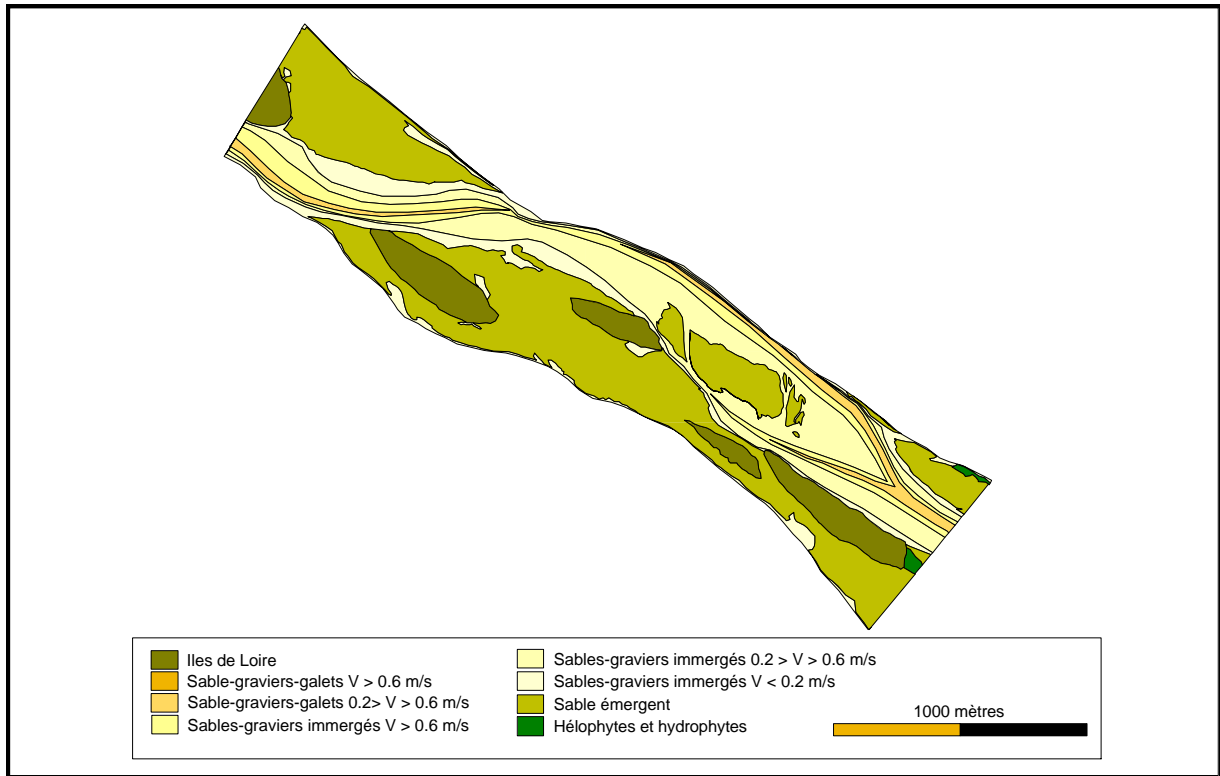 Iles de Loire
Sable-graviers-galets V > 0.6 m/s
Sable-graviers-galets 0.2> V > 0.6 m/s
Sables-graviers immergés V > 0.6 m/s
Sables-graviers immergés 0.2 > V > 0.6 m/s
Sables-graviers immergés V < 0.2 m/s
Sable émergent
Hélophytes et hydrophytes
1000 mètres